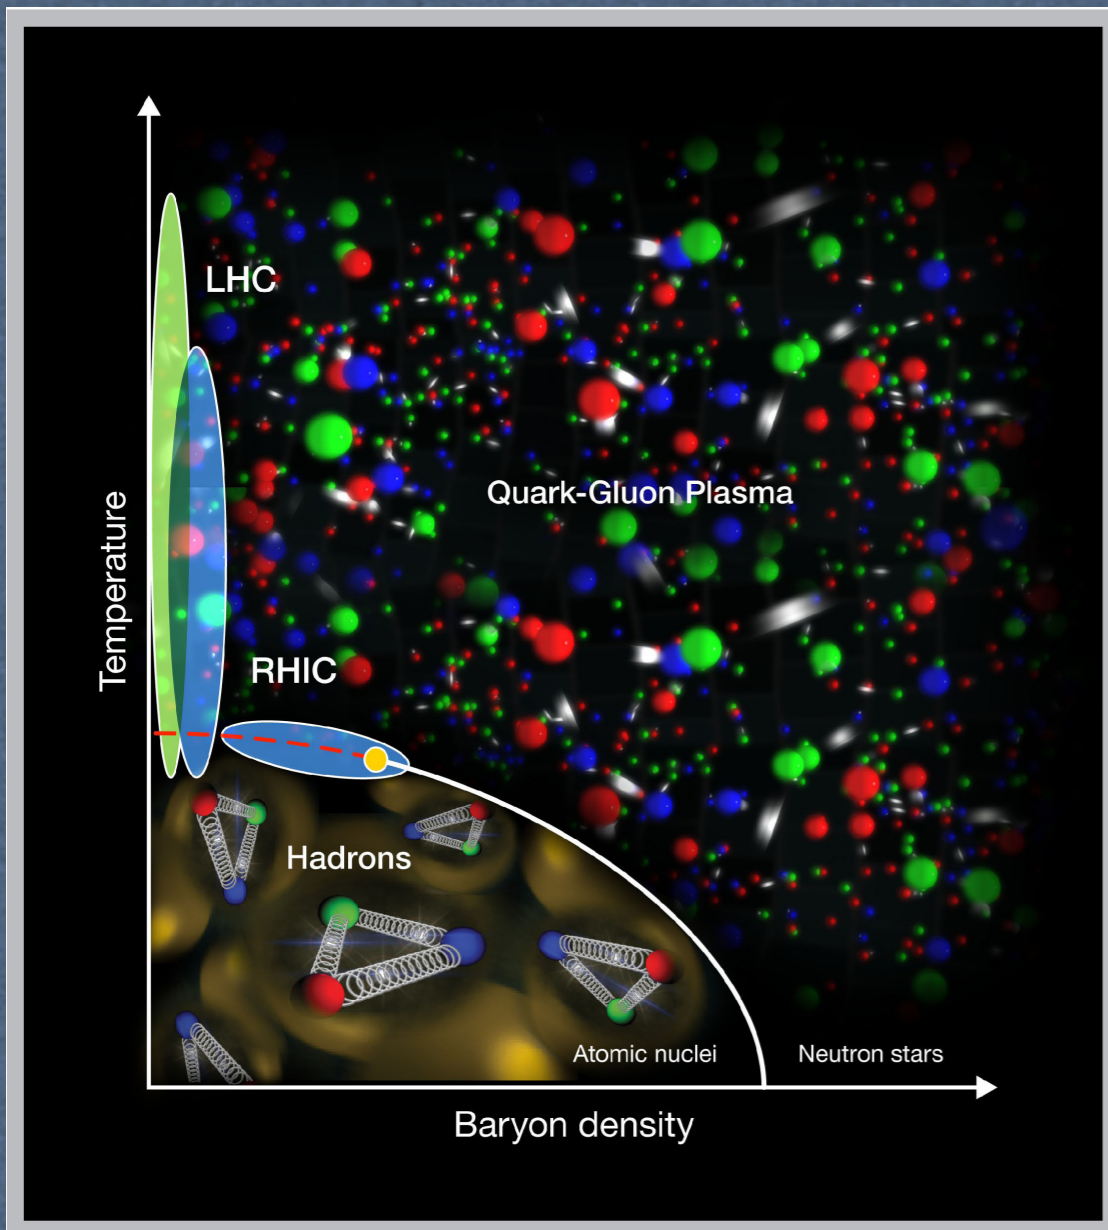 LHC
Quark-Gluon Plasma
Temperature
RHIC
Hadrons
Atomic nuclei
Neutron stars
Baryon density